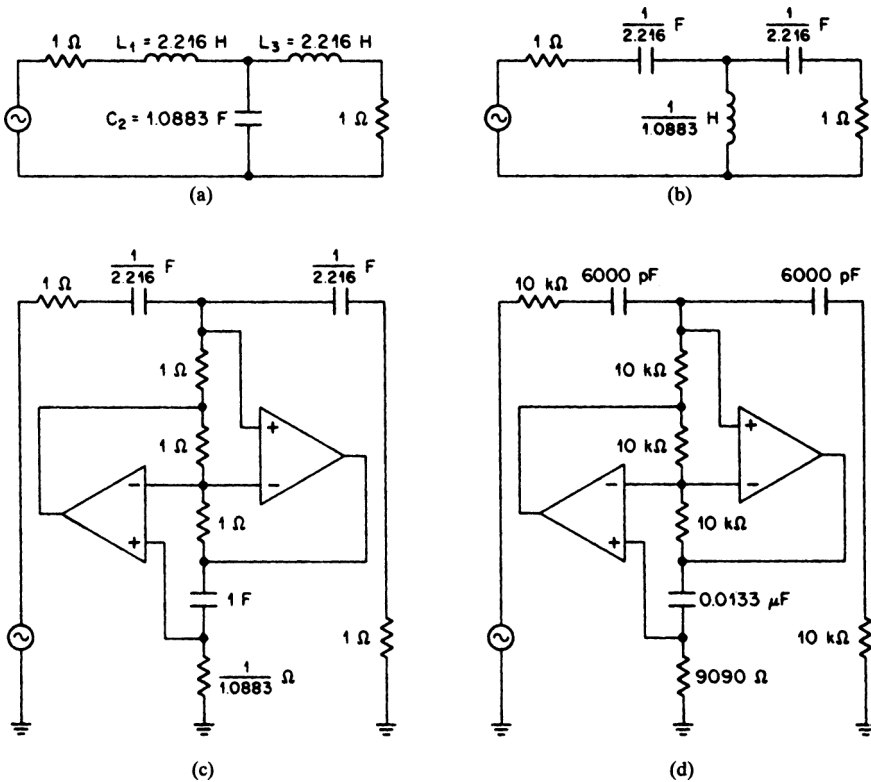 1 Ω L₁ = 2.216 H L₃ = 2.216 H
C₂ = 1.0883 F
1 Ω
(a)
1 Ω
1/2.216 F
1/2.216 F
1/1.0883 H
1 Ω
(b)
1 Ω
1/2.216 F
1/2.216 F
1 Ω
+
1 Ω
−
−
1 Ω
+
1 F
1 Ω
1/1.0883 Ω
(c)
10 kΩ
6000 pF
6000 pF
10 kΩ
+
10 kΩ
−
−
10 kΩ
+
0.0133 μF
10 kΩ
9090 Ω
(d)